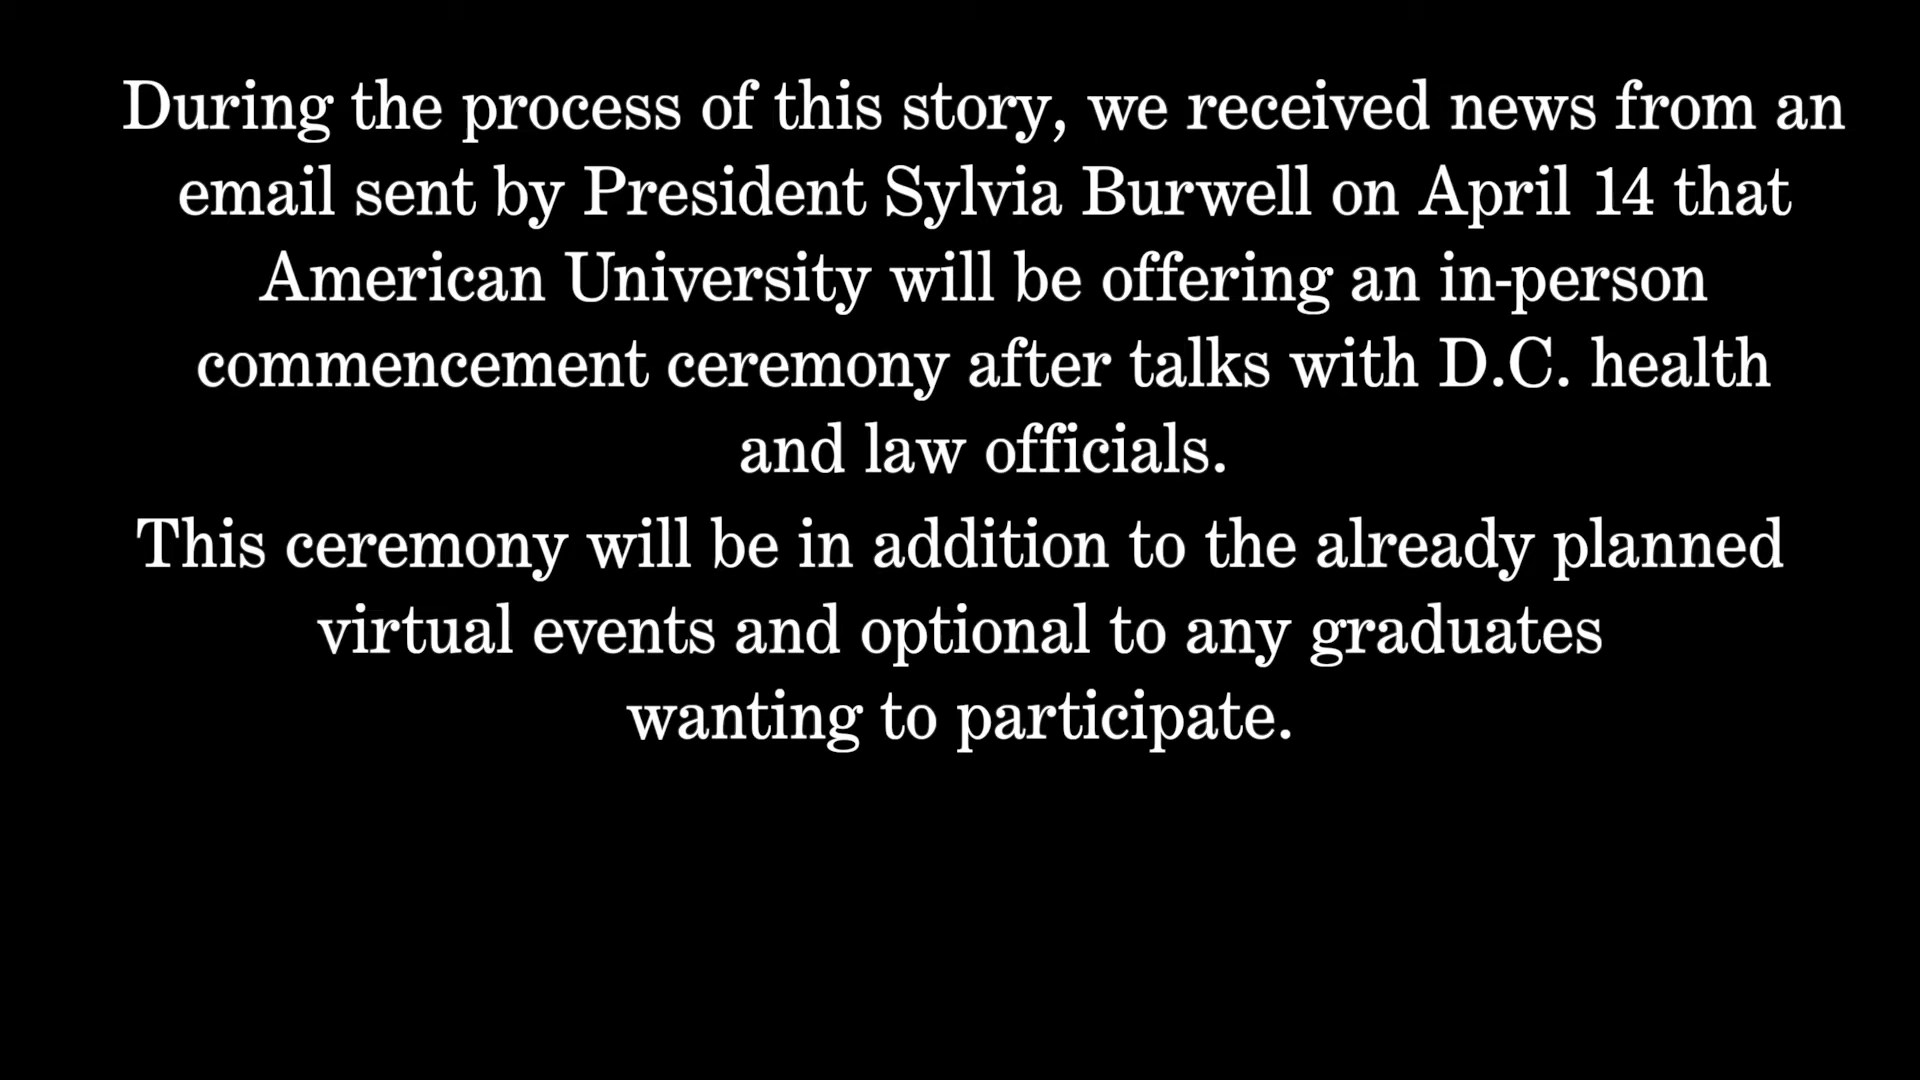 During the process of this story, we received news from an
email sent by President Sylvia Burwell on April 14 that
American University will be offering an in-person
commencement ceremony after talks with D.C. health
and law officials.
This ceremony will be in addition to the already planned
virtual events and optional to any graduates
wanting to participate.